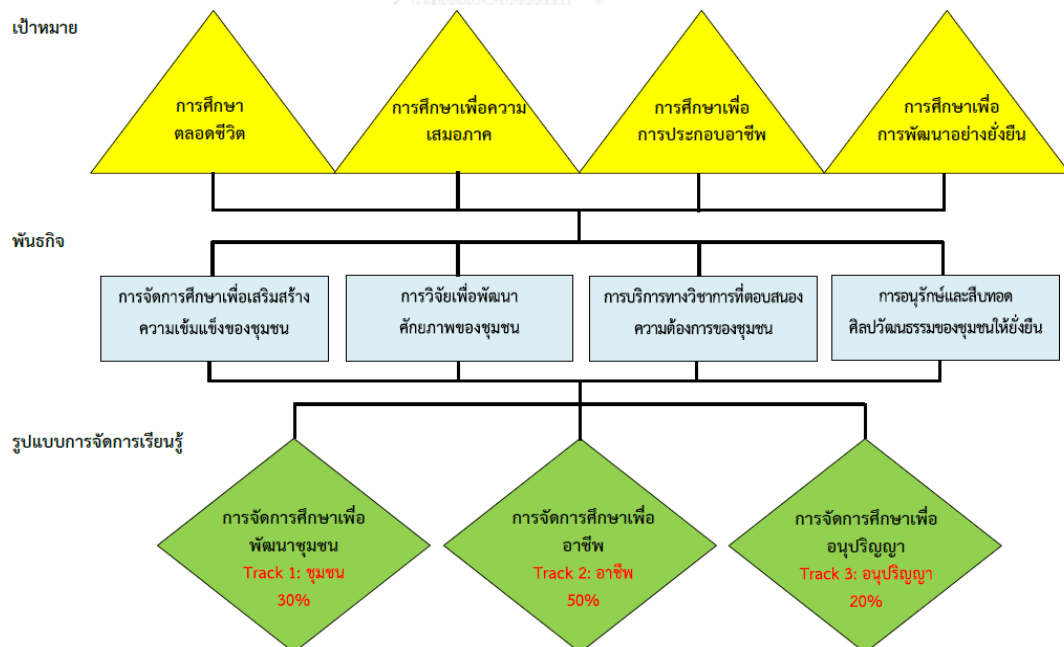 เป้าหมาย
การศึกษา
ตลอดชีวิต
การศึกษาเพื่อความ
เสมอภาค
การศึกษาเพื่อ
การประกอบอาชีพ
การศึกษาเพื่อ
การพัฒนาอย่างยั่งยืน
พันธกิจ
การจัดการศึกษาเพื่อเสริมสร้าง
ความเข้มแข็งของชุมชน
การวิจัยเพื่อพัฒนา
ศักยภาพของชุมชน
การบริการทางวิชาการที่ตอบสนอง
ความต้องการของชุมชน
การอนุรักษ์และสืบทอด
ศิลปวัฒนธรรมของชุมชนให้ยั่งยืน
รูปแบบการจัดการเรียนรู้
การจัดการศึกษาเพื่อ
พัฒนาชุมชน
Track 1: ชุมชน
30%
การจัดการศึกษาเพื่อ
อาชีพ
Track 2: อาชีพ
50%
การจัดการศึกษาเพื่อ
อนุปริญญา
Track 3: อนุปริญญา
20%